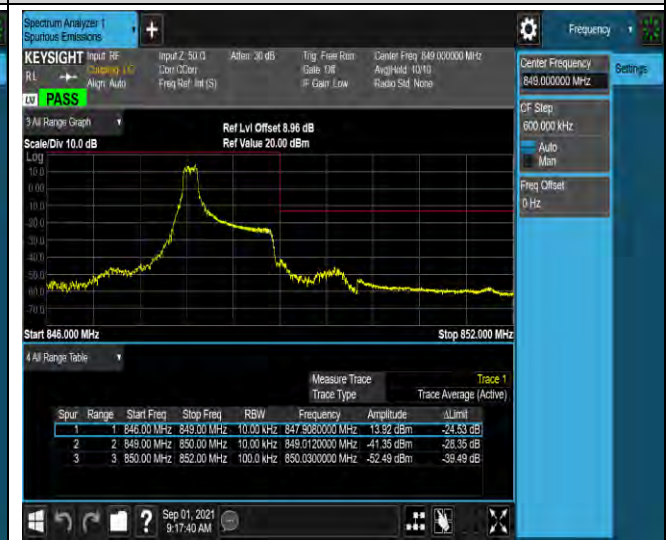 Spectrum Analyzer 1
Spurious Emissions
+
Frequency
KEYSIGHT Input: RF Input Z: 50 Ω Atten: 30 dB Trig: Free Run Center Freq: 849.000000 MHz
RL Corr CCorr Gate: Off Avg|Hold: 10/10
Align: Auto Freq Ref: Int (S) IF Gain: Low Radio Std: None
LW PASS
3 All Range Graph
Ref Lvl Offset 8.96 dB
Scale/Div 10.0 dB Ref Value 20.00 dBm
Log
10.0
0.00
-10.0
-20.0
-30.0
-40.0
-50.0
-60.0
-70.0
Start 846.000 MHz Stop 852.000 MHz
4 All Range Table
Measure Trace Trace 1
Trace Type Trace Average (Active)
Spur Range Start Freq Stop Freq RBW Frequency Amplitude ΔLimit
1 1 846.00 MHz 849.00 MHz 10.00 kHz 847.9080000 MHz 13.92 dBm -24.53 dB
2 2 849.00 MHz 850.00 MHz 10.00 kHz 849.0120000 MHz -41.35 dBm -28.35 dB
3 3 850.00 MHz 852.00 MHz 100.0 kHz 850.0300000 MHz -52.49 dBm -39.49 dB
?
Sep 01, 2021
9:17:40 AM
Center Frequency
849.000000 MHz
Settings
CF Step
600.000 kHz
Auto
Man
Freq Offset
0 Hz